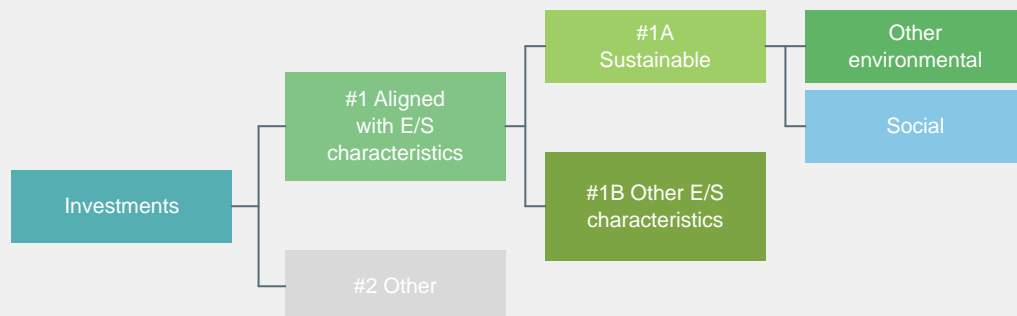 Investments
#1 Aligned
with E/S
characteristics
#2 Other
#1A
Sustainable
#1B Other E/S
characteristics
Other
environmental
Social